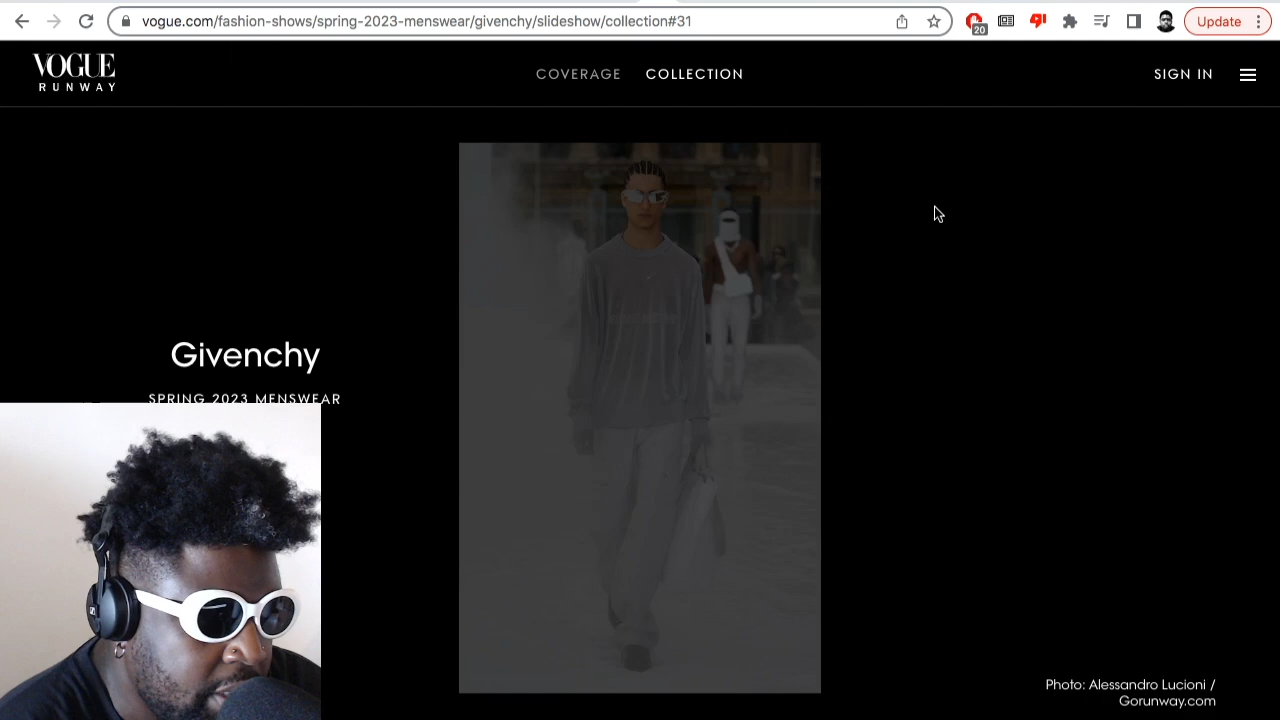 vogue.com/fashion-shows/spring-2023-menswear/givenchy/slideshow/collection#31
20
Update
VOGUE
RUNWAY
COVERAGE
COLLECTION
SIGN IN
Givenchy
SPRING 2023 MENSWEAR
Photo: Alessandro Lucioni /
Gorunway.com